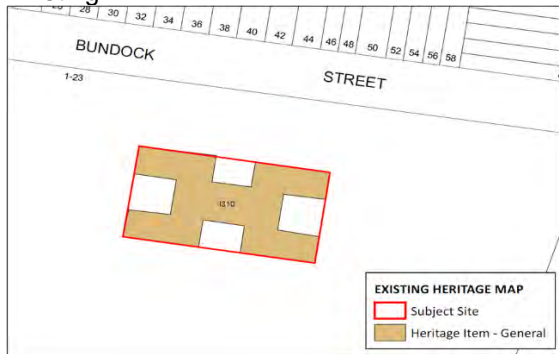 28 30 32 34 36 38 40 42 44 46 48 50 52 54 56 58
BUNDOCK STREET
1-23
EXISTING HERITAGE MAP
Subject Site
Heritage Item - General